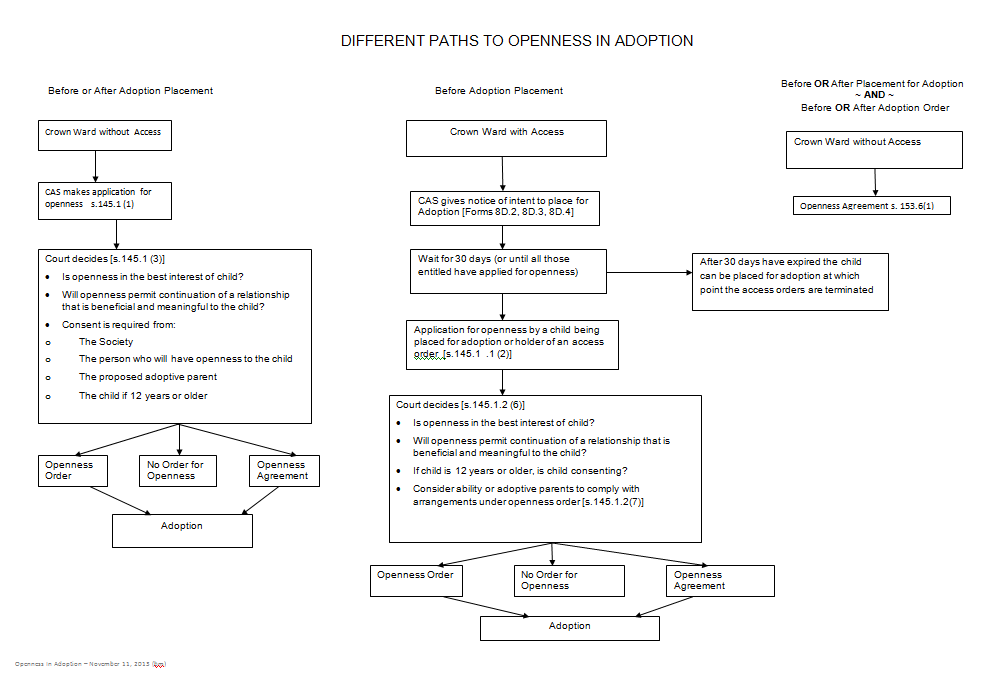 DIFFERENT PATHS TO OPENNESS IN ADOPTION
Before or After Adoption Placement
Crown Ward without Access
CAS makes application for
openness s.145.1 (1)
Court decides [s.145.1 (3)]
• Is openness in the best interest of child?
• Will openness permit continuation of a relationship
that is beneficial and meaningful to the child?
• Consent is required from:
o The Society
o The person who will have openness to the child
o The proposed adoptive parent
o The child if 12 years or older
Openness
Order
No Order for
Openness
Openness
Agreement
Adoption
Before Adoption Placement
Crown Ward with Access
CAS gives notice of intent to place for
Adoption [Forms 8D.2, 8D.3, 8D.4]
Wait for 30 days (or until all those
entitled have applied for openness)
After 30 days have expired the child
can be placed for adoption at which
point the access orders are terminated
Application for openness by a child being
placed for adoption or holder of an access
order [s.145.1 .1 (2)]
Court decides [s.145.1.2 (6)]
• Is openness in the best interest of child?
• Will openness permit continuation of a relationship that is
beneficial and meaningful to the child?
• If child is 12 years or older, is child consenting?
• Consider ability or adoptive parents to comply with
arrangements under openness order [s.145.1.2(7)]
Openness Order
No Order for
Openness
Openness
Agreement
Adoption
Before OR After Placement for Adoption
~ AND ~
Before OR After Adoption Order
Crown Ward without Access
Openness Agreement s. 153.6(1)
Openness in Adoption – November 11, 2015